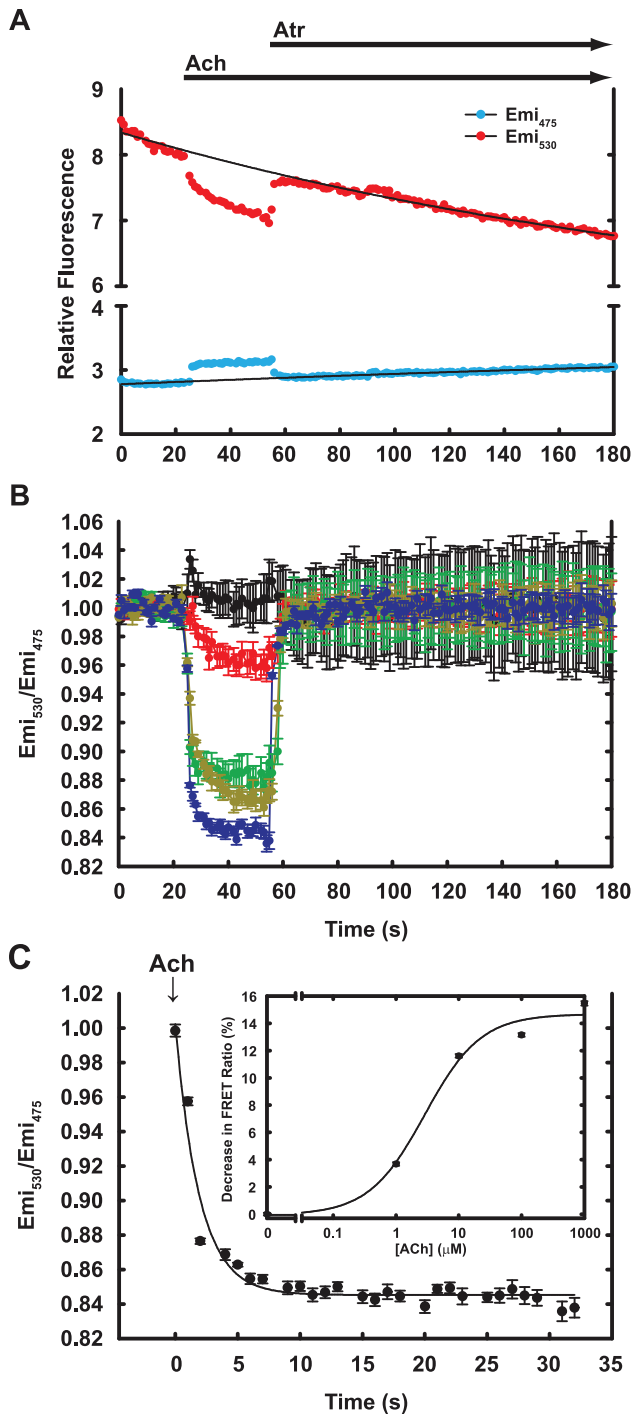 A
Atr
Ach
Emi475
Emi530
Relative Fluorescence
9
8
7
6
4
3
2
0 20 40 60 80 100 120 140 160 180
B
Emi530/Emi475
1.06
1.04
1.02
1.00
0.98
0.96
0.94
0.92
0.90
0.88
0.86
0.84
0.82
0 20 40 60 80 100 120 140 160 180
Time (s)
C
Ach
↓
Emi530/Emi475
1.02
1.00
0.98
0.96
0.94
0.92
0.90
0.88
0.86
0.84
0.82
0 5 10 15 20 25 30 35
Time (s)
Decrease in FRET Ratio (%)
16
14
12
10
8
6
4
2
0
0 0.1 1 10 100 1000
[ACh] (μM)